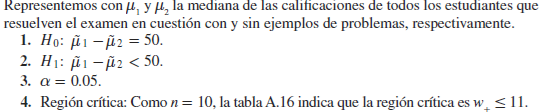 Representemos con μ̃₁ y μ̃₂ la mediana de las calificaciones de todos los estudiantes que
resuelven el examen en cuestión con y sin ejemplos de problemas, respectivamente.
1. H₀: μ̃₁ − μ̃₂ = 50.
2. H₁: μ̃₁ − μ̃₂ < 50.
3. α = 0.05.
4. Región crítica: Como n = 10, la tabla A.16 indica que la región crítica es w₊ ≤ 11.